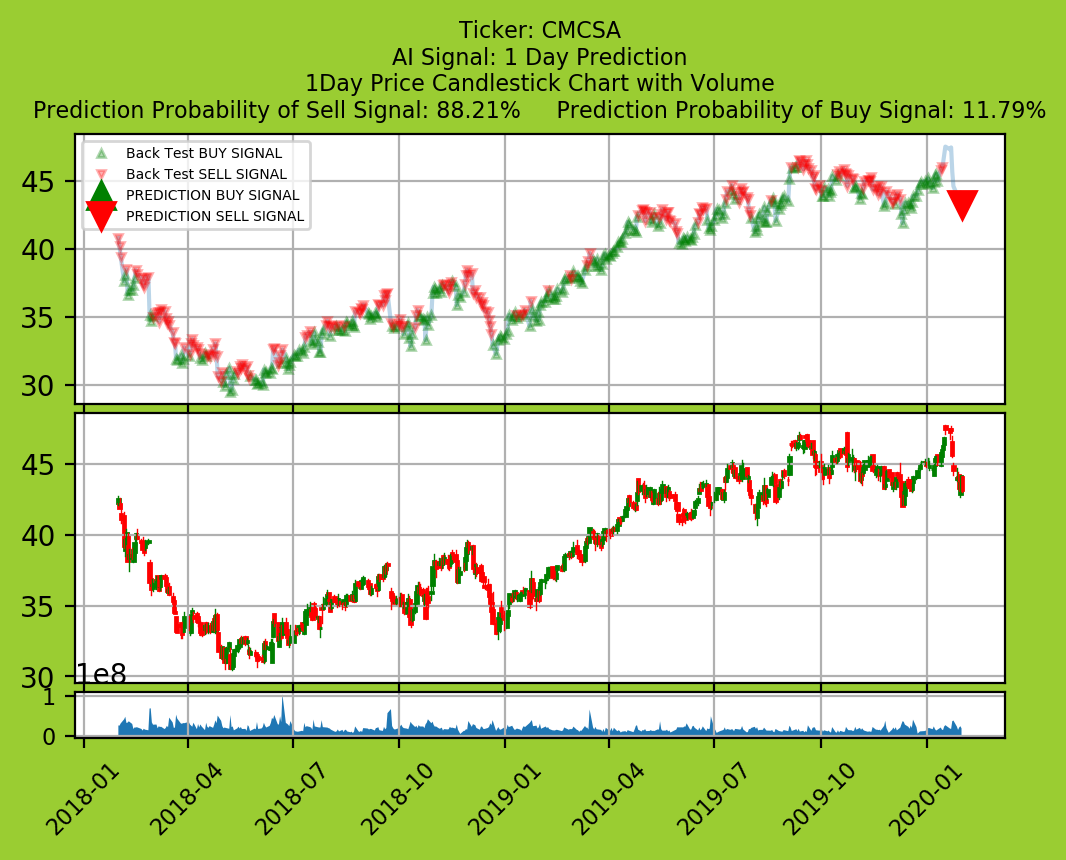 Ticker: CMCSA
AI Signal: 1 Day Prediction
1Day Price Candlestick Chart with Volume
Prediction Probability of Sell Signal: 88.21%     Prediction Probability of Buy Signal: 11.79%
Back Test BUY SIGNAL
Back Test SELL SIGNAL
PREDICTION BUY SIGNAL
PREDICTION SELL SIGNAL
45
40
35
30
45
40
35
30
1e8
1
0
2018-01
2018-04
2018-07
2018-10
2019-01
2019-04
2019-07
2019-10
2020-01